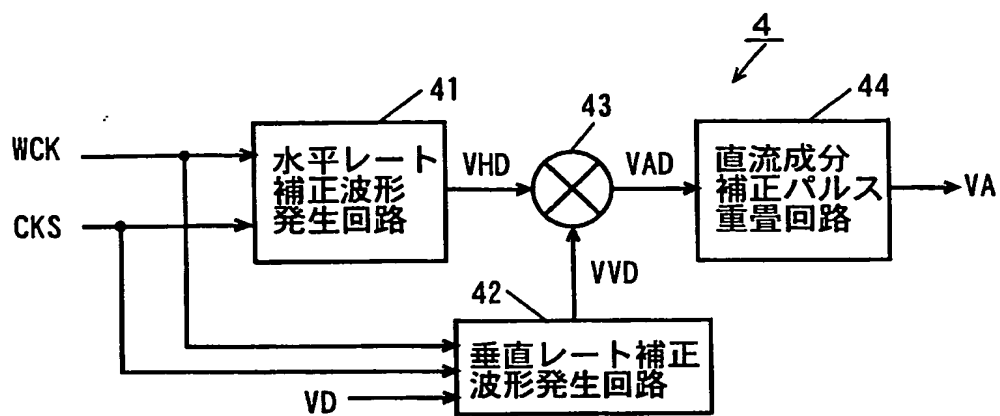 4
41
43
44
WCK
CKS
水平レート
補正波形
発生回路
VHD
VAD
直流成分
補正パルス
重畳回路
VA
VVD
42
垂直レート補正
波形発生回路
VD